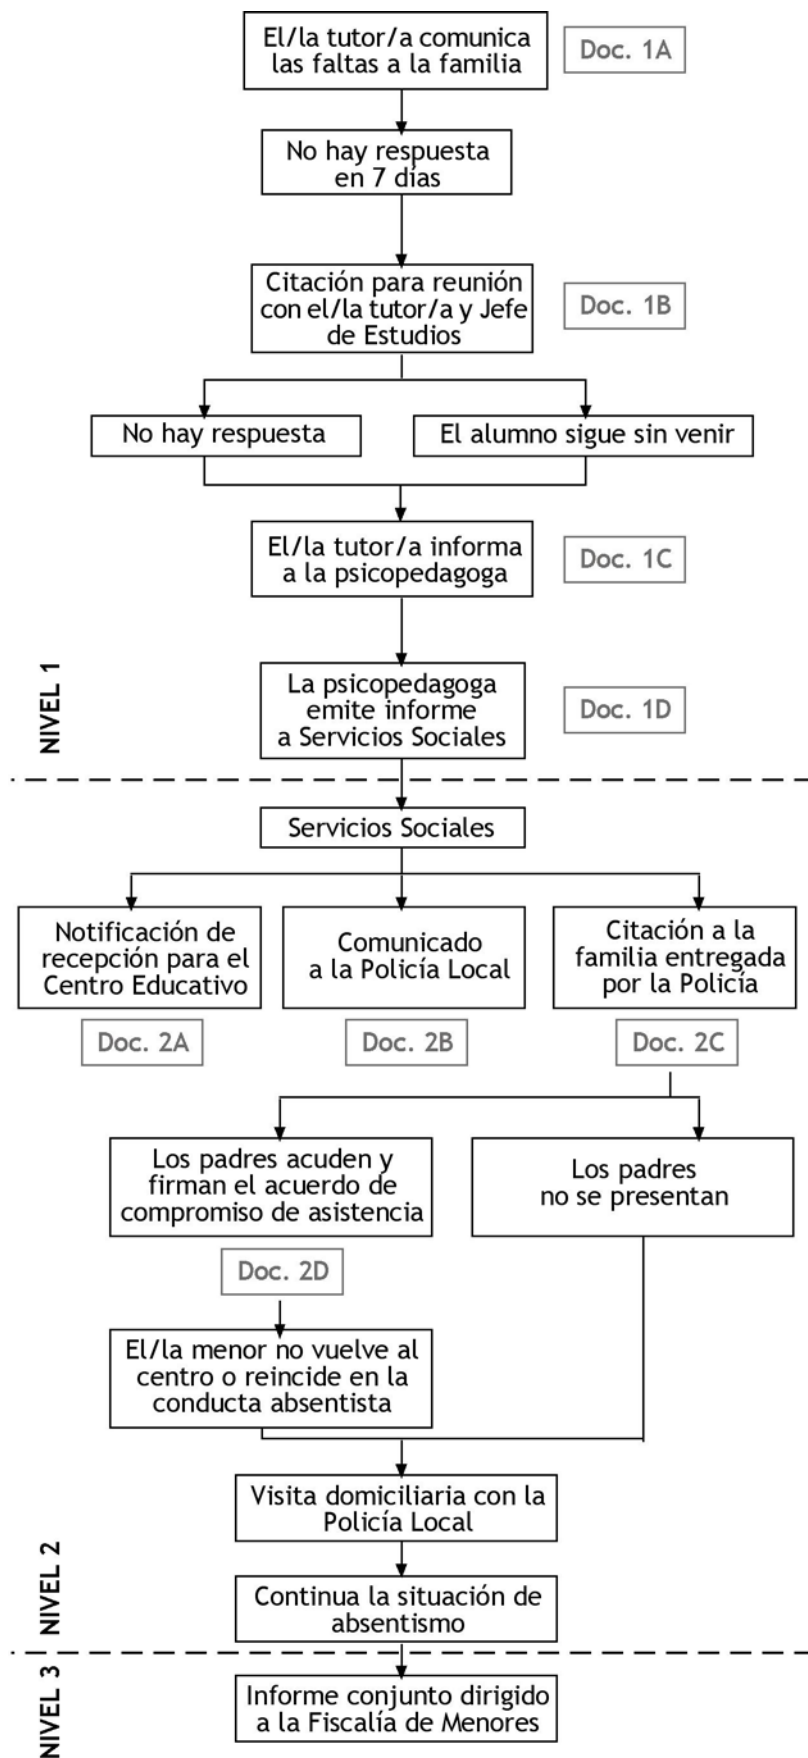 El/la tutor/a comunica
las faltas a la familia
Doc. 1A
No hay respuesta
en 7 días
Citación para reunión
con el/la tutor/a y Jefe
de Estudios
Doc. 1B
No hay respuesta
El alumno sigue sin venir
El/la tutor/a informa
a la psicopedagoga
Doc. 1C
La psicopedagoga
emite informe
a Servicios Sociales
Doc. 1D
NIVEL 1
Servicios Sociales
Notificación de
recepción para el
Centro Educativo
Comunicado
a la Policía Local
Citación a la
familia entregada
por la Policía
Doc. 2A
Doc. 2B
Doc. 2C
Los padres acuden y
firman el acuerdo de
compromiso de asistencia
Los padres
no se presentan
Doc. 2D
El/la menor no vuelve al
centro o reincide en la
conducta absentista
Visita domiciliaria con la
Policía Local
Continua la situación de
absentismo
NIVEL 2
Informe conjunto dirigido
a la Fiscalía de Menores
NIVEL 3